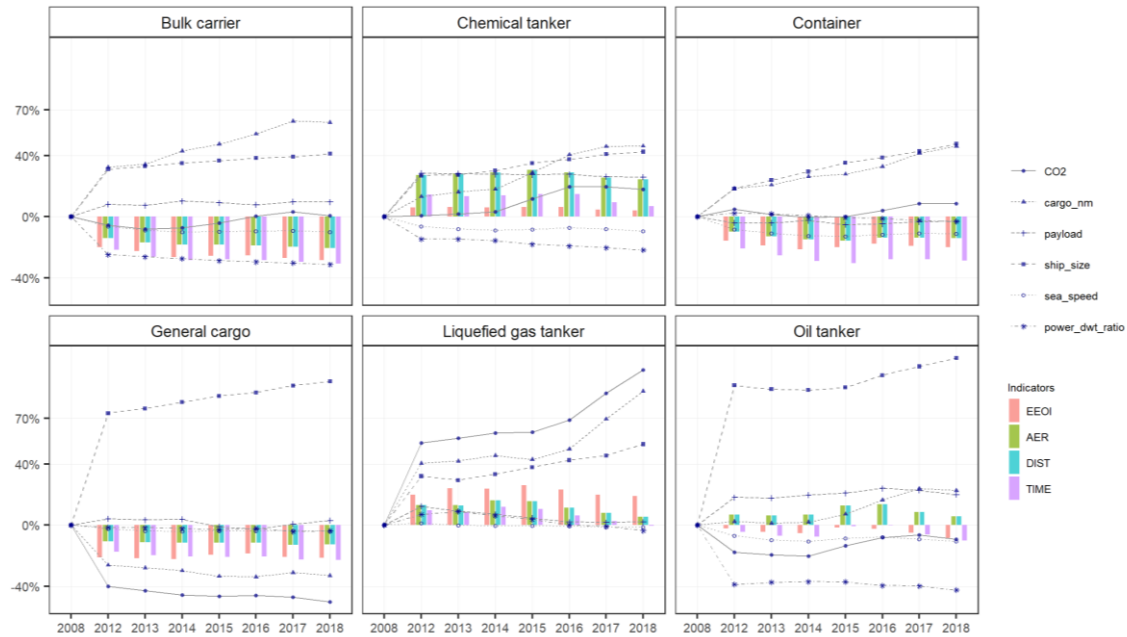 Bulk carrier
Chemical tanker
Container
70%
40%
0%
-40%
General cargo
Liquefied gas tanker
Oil tanker
70%
40%
0%
-40%
2008 2012 2013 2014 2015 2016 2017 2018
2008 2012 2013 2014 2015 2016 2017 2018
2008 2012 2013 2014 2015 2016 2017 2018
CO2
cargo_nm
payload
ship_size
sea_speed
power_dwt_ratio
Indicators
EEOI
AER
DIST
TIME